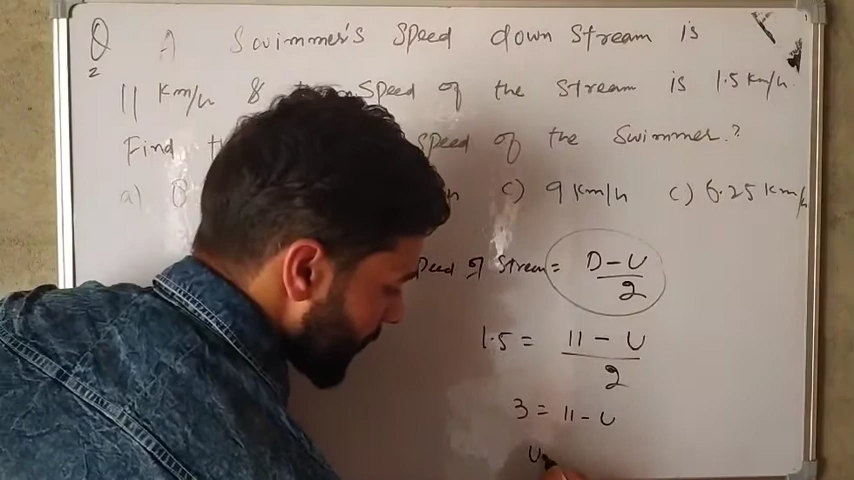 Q A Swimmer's Speed down Stream is
2
11 Km/h & Speed of the stream is 1.5 Km/h.
Find Speed of the Swimmer.?
a) c) 9 Km/h c) 6.25 Km/h
Speed of Stream = D-U
2
1.5 = 11 - U
2
3 = 11 - U
U